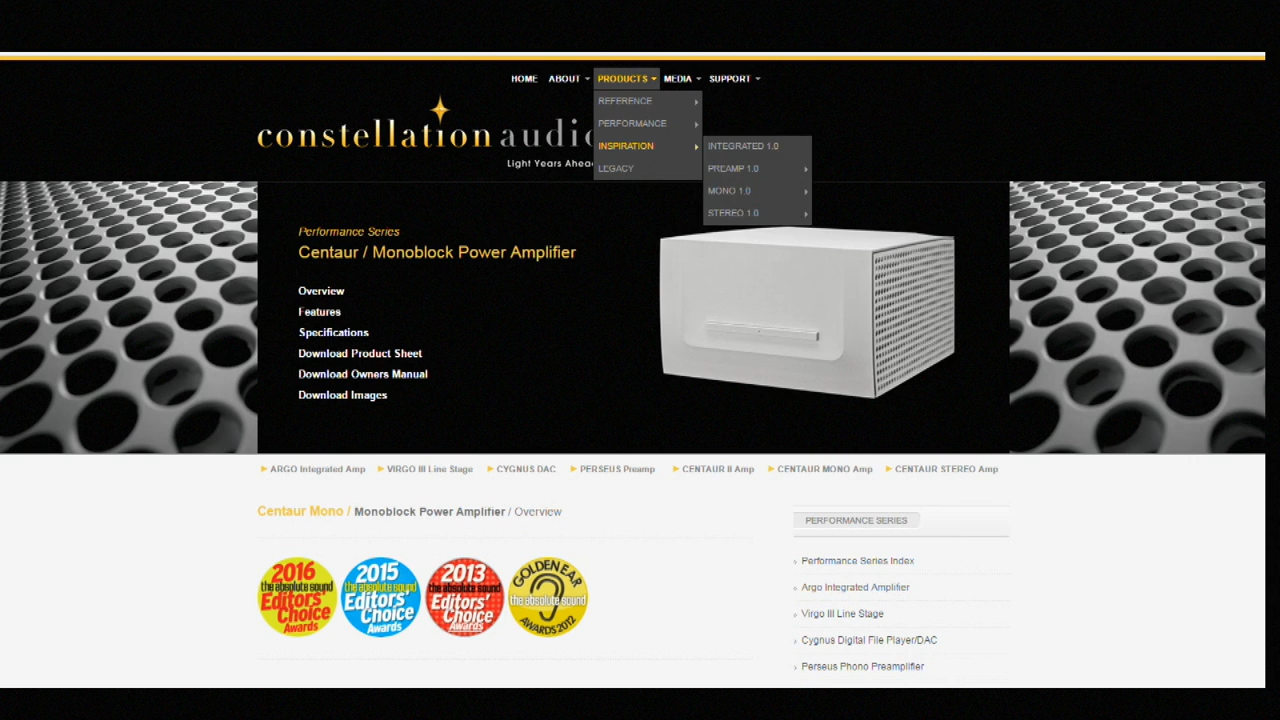 HOME ABOUT PRODUCTS MEDIA SUPPORT
REFERENCE
PERFORMANCE
INSPIRATION
LEGACY
INTEGRATED 1.0
PREAMP 1.0
MONO 1.0
STEREO 1.0
constellation audio
Light Years Ahead
Performance Series
Centaur / Monoblock Power Amplifier
Overview
Features
Specifications
Download Product Sheet
Download Owners Manual
Download Images
ARGO Integrated Amp VIRGO III Line Stage CYGNUS DAC PERSEUS Preamp CENTAUR II Amp CENTAUR MONO Amp CENTAUR STEREO Amp
Centaur Mono / Monoblock Power Amplifier / Overview
2016
the absolute sound
Editors'
Choice
Awards
2015
the absolute sound
Editors'
Choice
Awards
2013
the absolute sound
Editors'
Choice
Awards
GOLDEN EAR
the absolute sound
AWARDS 2012
PERFORMANCE SERIES
Performance Series Index
Argo Integrated Amplifier
Virgo III Line Stage
Cygnus Digital File Player/DAC
Perseus Phono Preamplifier